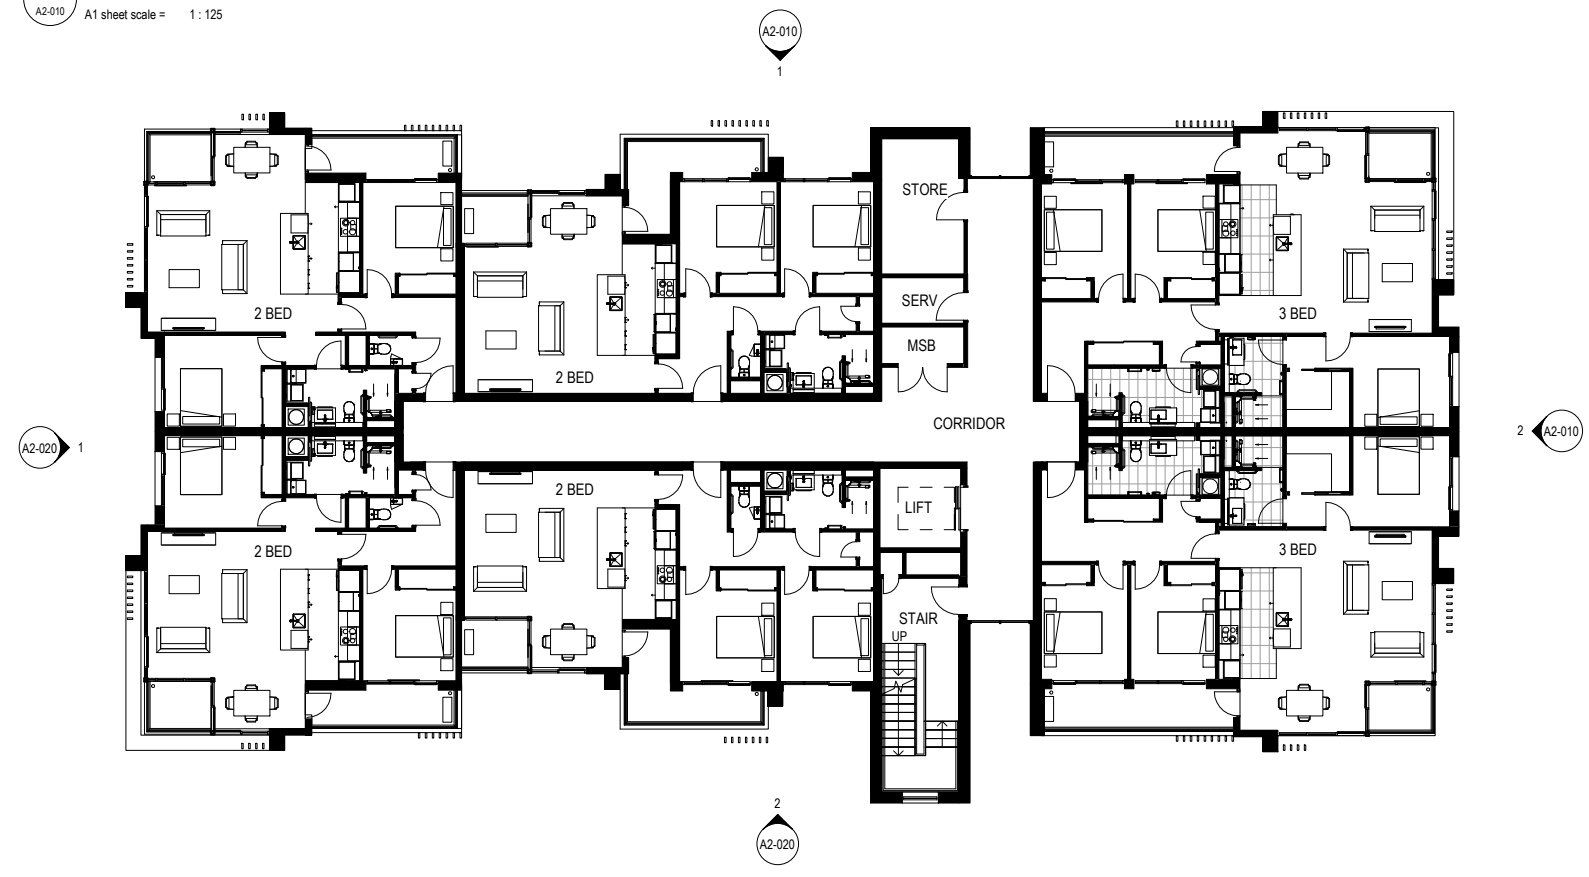 A2-010
A1 sheet scale = 1 : 125
A2-010
1
STORE
SERV
MSB
2 BED
2 BED
3 BED
CORRIDOR
A2-020
1
2
A2-010
2 BED
2 BED
3 BED
LIFT
STAIR
UP
2
A2-020